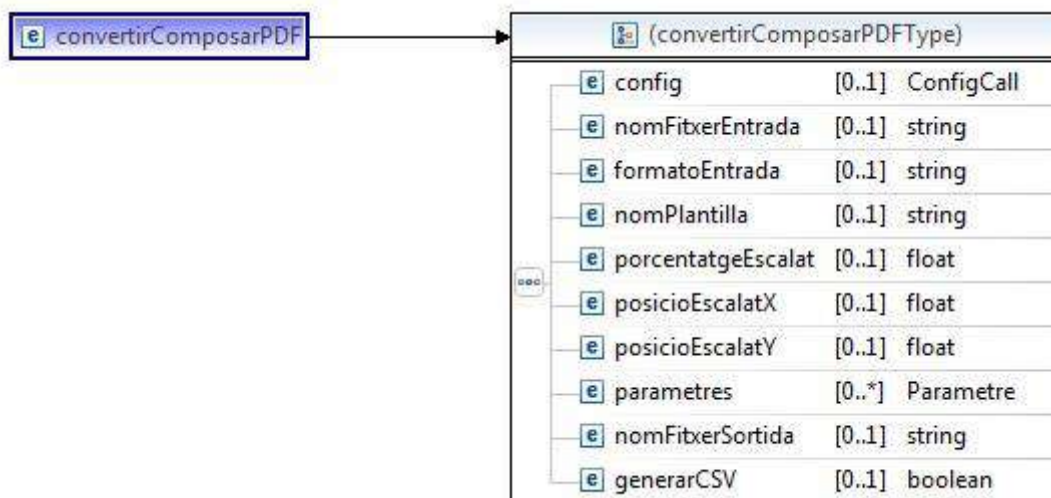 e convertirComposarPDF
(convertirComposarPDFType)
e config [0..1] ConfigCall
e nomFitxerEntrada [0..1] string
e formatoEntrada [0..1] string
e nomPlantilla [0..1] string
e porcentatgeEscalat [0..1] float
e posicioEscalatX [0..1] float
e posicioEscalatY [0..1] float
e parametres [0..*] Parametre
e nomFitxerSortida [0..1] string
e generarCSV [0..1] boolean